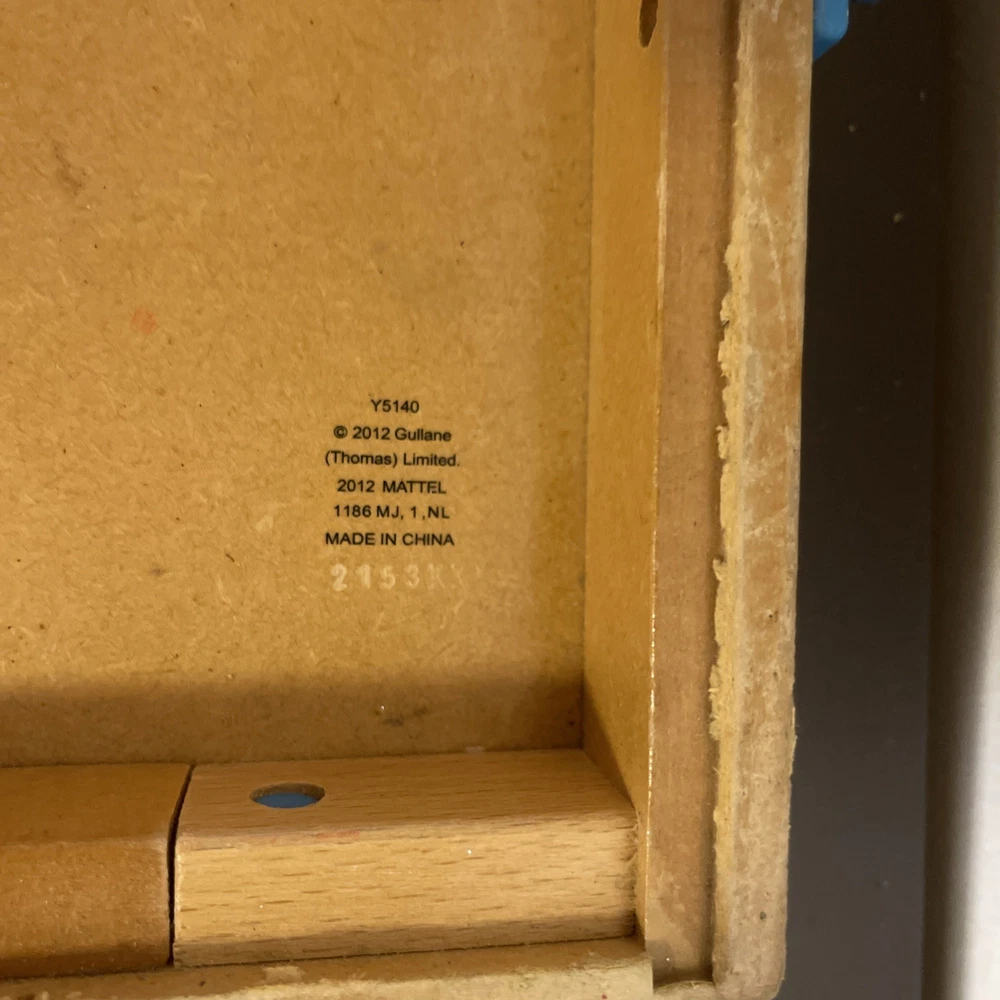 Y5140
© 2012 Gullane
(Thomas) Limited.
2012 MATTEL
1186 MJ, 1 ,NL
MADE IN CHINA